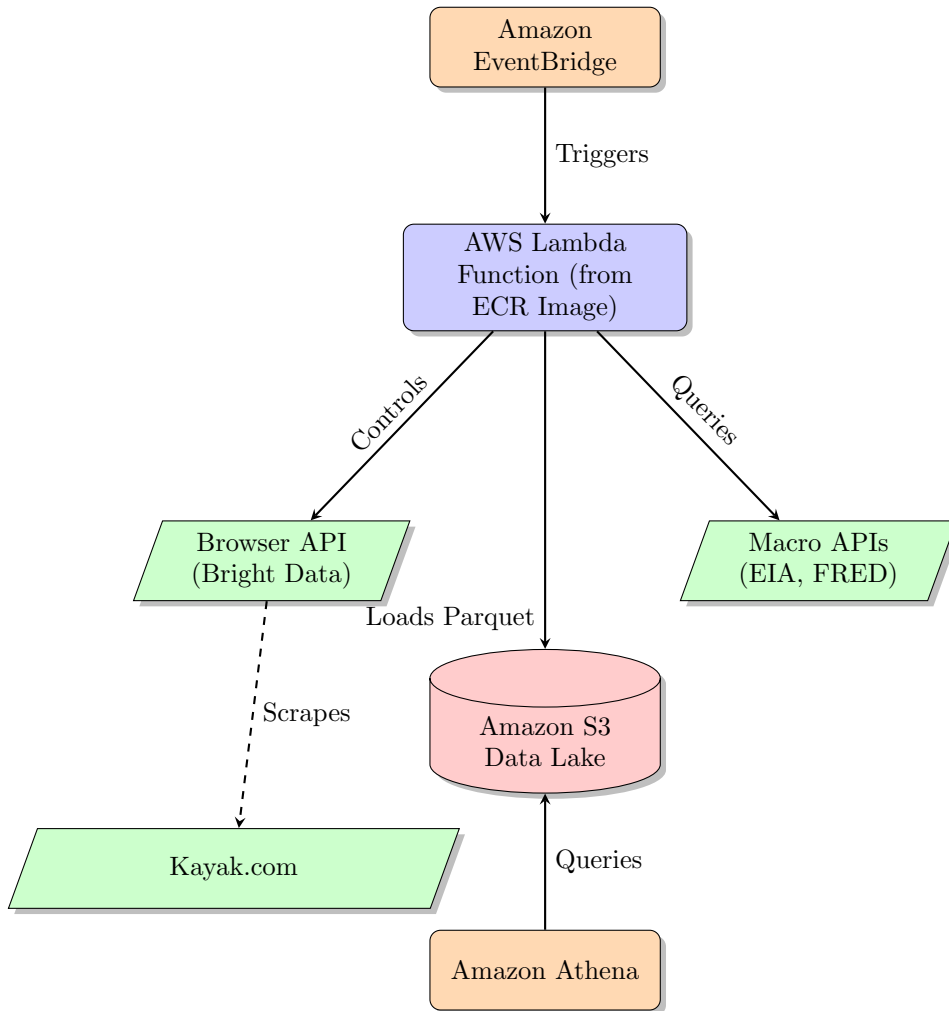 Amazon
EventBridge
Triggers
AWS Lambda
Function (from
ECR Image)
Controls
Queries
Browser API
(Bright Data)
Macro APIs
(EIA, FRED)
Loads Parquet
Scrapes
Amazon S3
Data Lake
Kayak.com
Queries
Amazon Athena